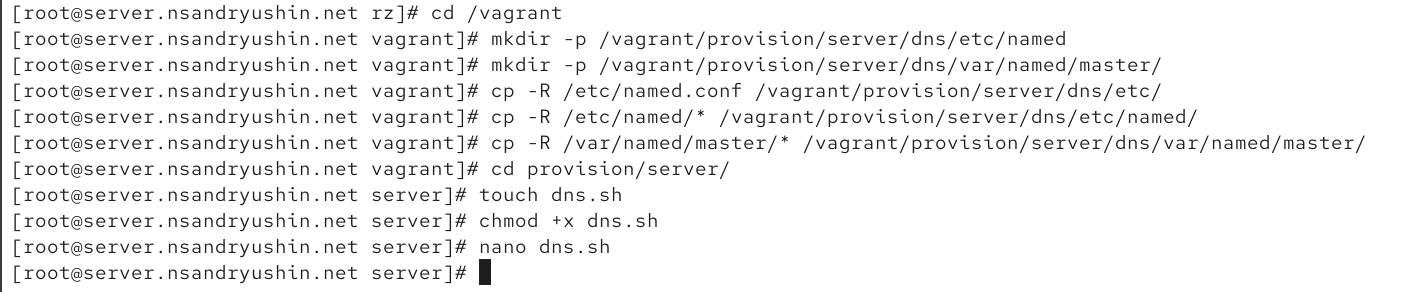 [root@server.nsandryushin.net rz]# cd /vagrant
[root@server.nsandryushin.net vagrant]# mkdir -p /vagrant/provision/server/dns/etc/named
[root@server.nsandryushin.net vagrant]# mkdir -p /vagrant/provision/server/dns/var/named/master/
[root@server.nsandryushin.net vagrant]# cp -R /etc/named.conf /vagrant/provision/server/dns/etc/
[root@server.nsandryushin.net vagrant]# cp -R /etc/named/* /vagrant/provision/server/dns/etc/named/
[root@server.nsandryushin.net vagrant]# cp -R /var/named/master/* /vagrant/provision/server/dns/var/named/master/
[root@server.nsandryushin.net vagrant]# cd provision/server/
[root@server.nsandryushin.net server]# touch dns.sh
[root@server.nsandryushin.net server]# chmod +x dns.sh
[root@server.nsandryushin.net server]# nano dns.sh
[root@server.nsandryushin.net server]#